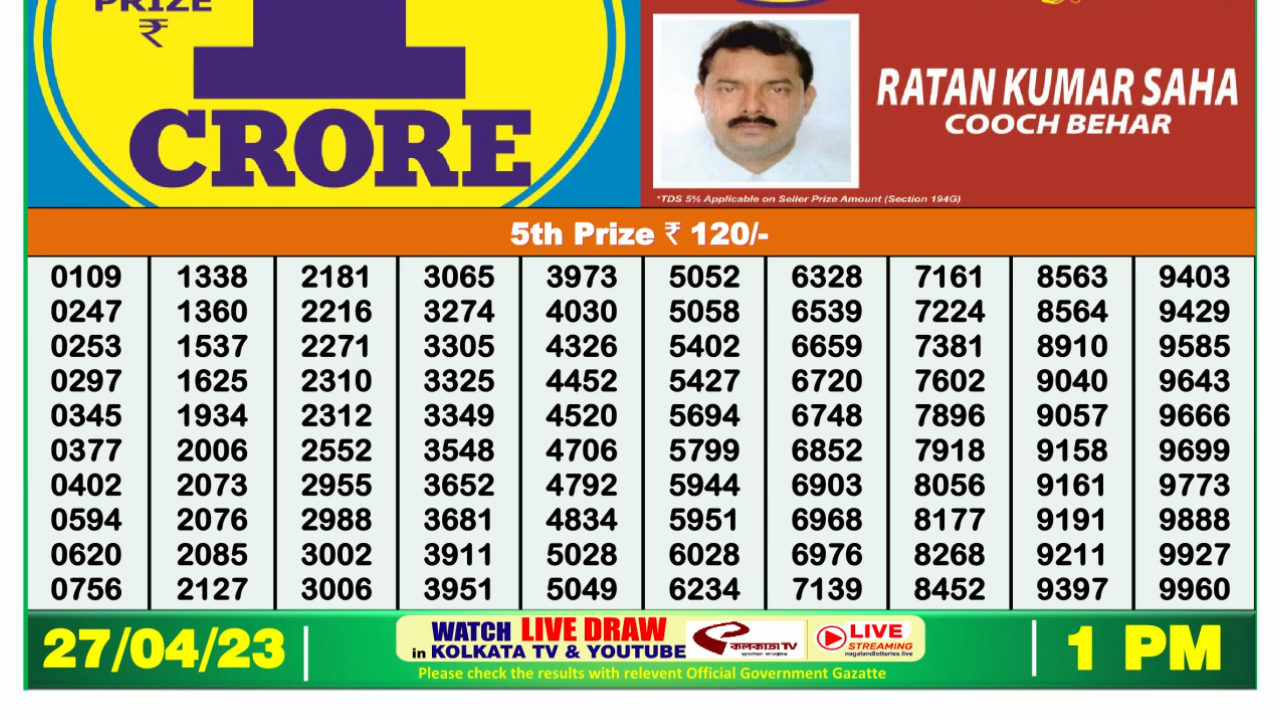 PRIZE
₹
1
CRORE
RATAN KUMAR SAHA
COOCH BEHAR
*TDS 5% Applicable on Seller Prize Amount (Section 194G)
5th Prize ₹ 120/-
0109 1338 2181 3065 3973 5052 6328 7161 8563 9403
0247 1360 2216 3274 4030 5058 6539 7224 8564 9429
0253 1537 2271 3305 4326 5402 6659 7381 8910 9585
0297 1625 2310 3325 4452 5427 6720 7602 9040 9643
0345 1934 2312 3349 4520 5694 6748 7896 9057 9666
0377 2006 2552 3548 4706 5799 6852 7918 9158 9699
0402 2073 2955 3652 4792 5944 6903 8056 9161 9773
0594 2076 2988 3681 4834 5951 6968 8177 9191 9888
0620 2085 3002 3911 5028 6028 6976 8268 9211 9927
0756 2127 3006 3951 5049 6234 7139 8452 9397 9960
27/04/23
WATCH LIVE DRAW
in KOLKATA TV & YOUTUBE
কলকাতা TV
LIVE
STREAMING
nagalandlotteries.live
Please check the results with relevent Official Government Gazatte
1 PM